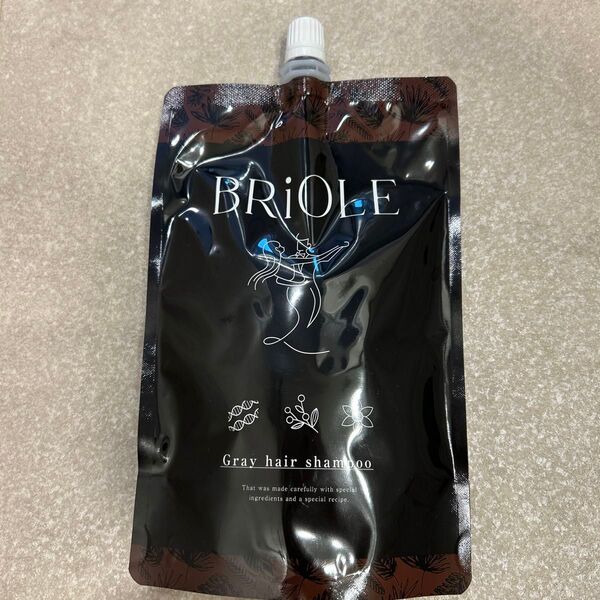 BRiOLE
Gray hair shampoo
That was made carefully with special
ingredients and a special recipe.